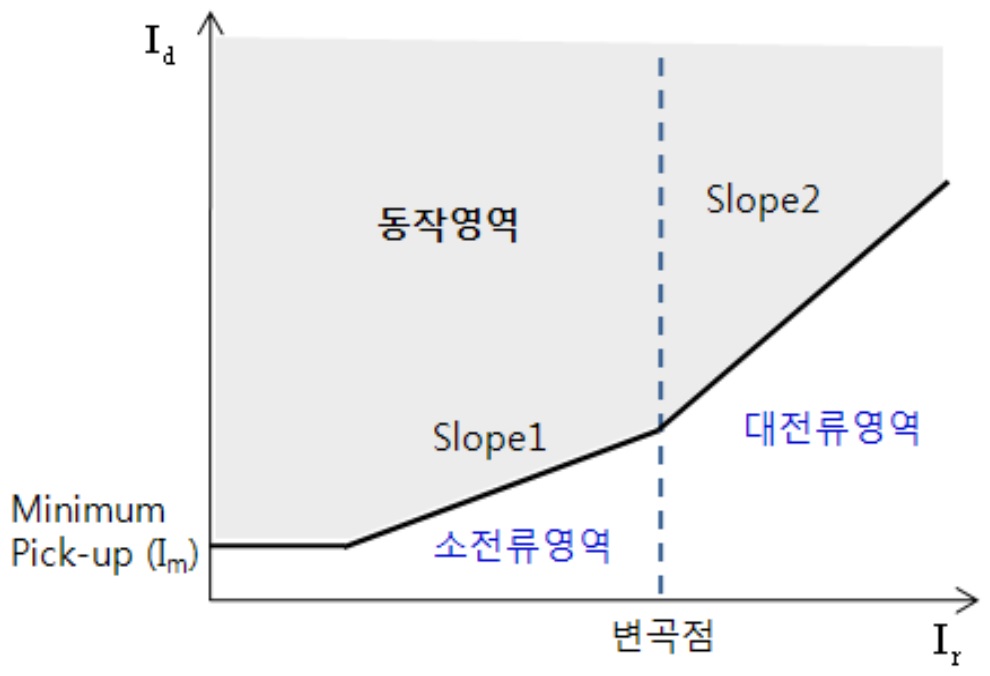 I_d
Slope2
동작영역
대전류영역
Slope1
Minimum
Pick-up (I_m)
소전류영역
변곡점
I_r